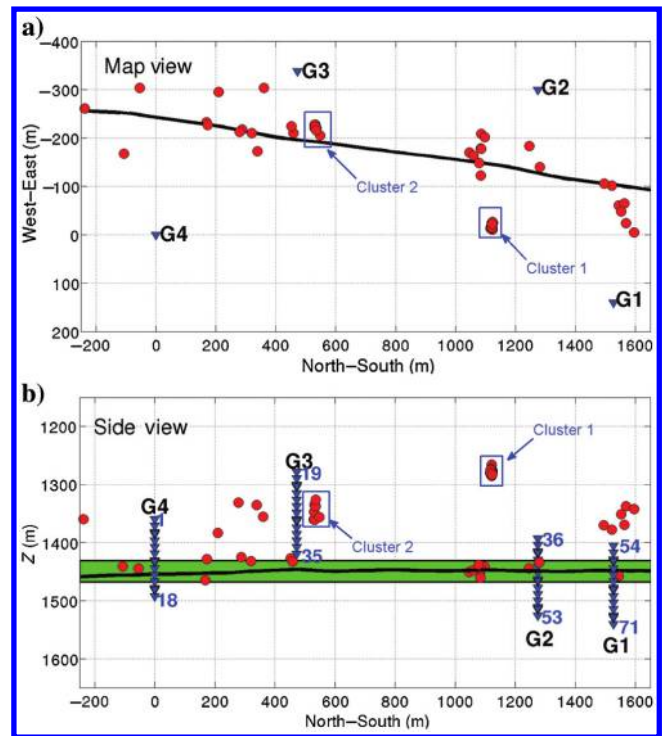 a)
Map view
G3
G2
Cluster 2
G4
Cluster 1
G1
West–East (m)
–400
–300
–200
–100
0
100
200
–200 0 200 400 600 800 1000 1200 1400 1600
North–South (m)
b)
Side view
Cluster 1
G3
19
G4
1
Cluster 2
36
54
35
18
53
71
G2
G1
Z (m)
1200
1300
1400
1500
1600
–200 0 200 400 600 800 1000 1200 1400 1600
North–South (m)